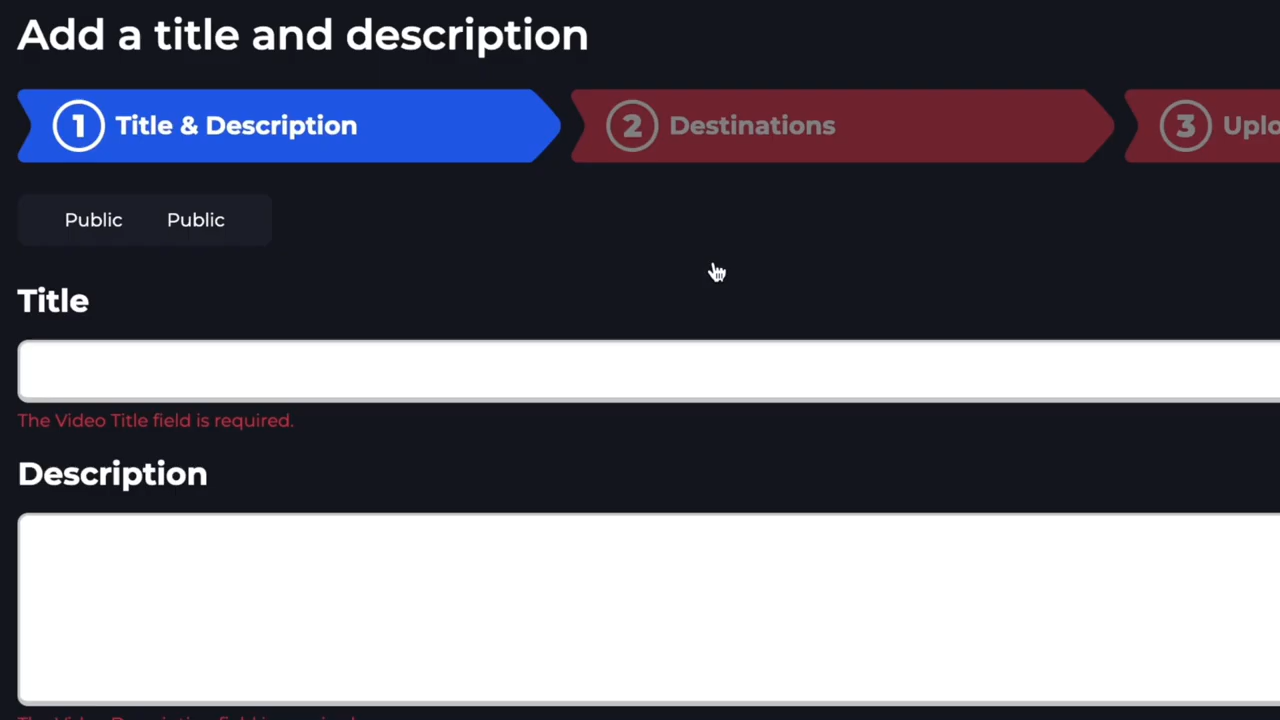 Add a title and description
1 Title & Description
2 Destinations
3 Uplo
Public Public
Title
The Video Title field is required.
Description